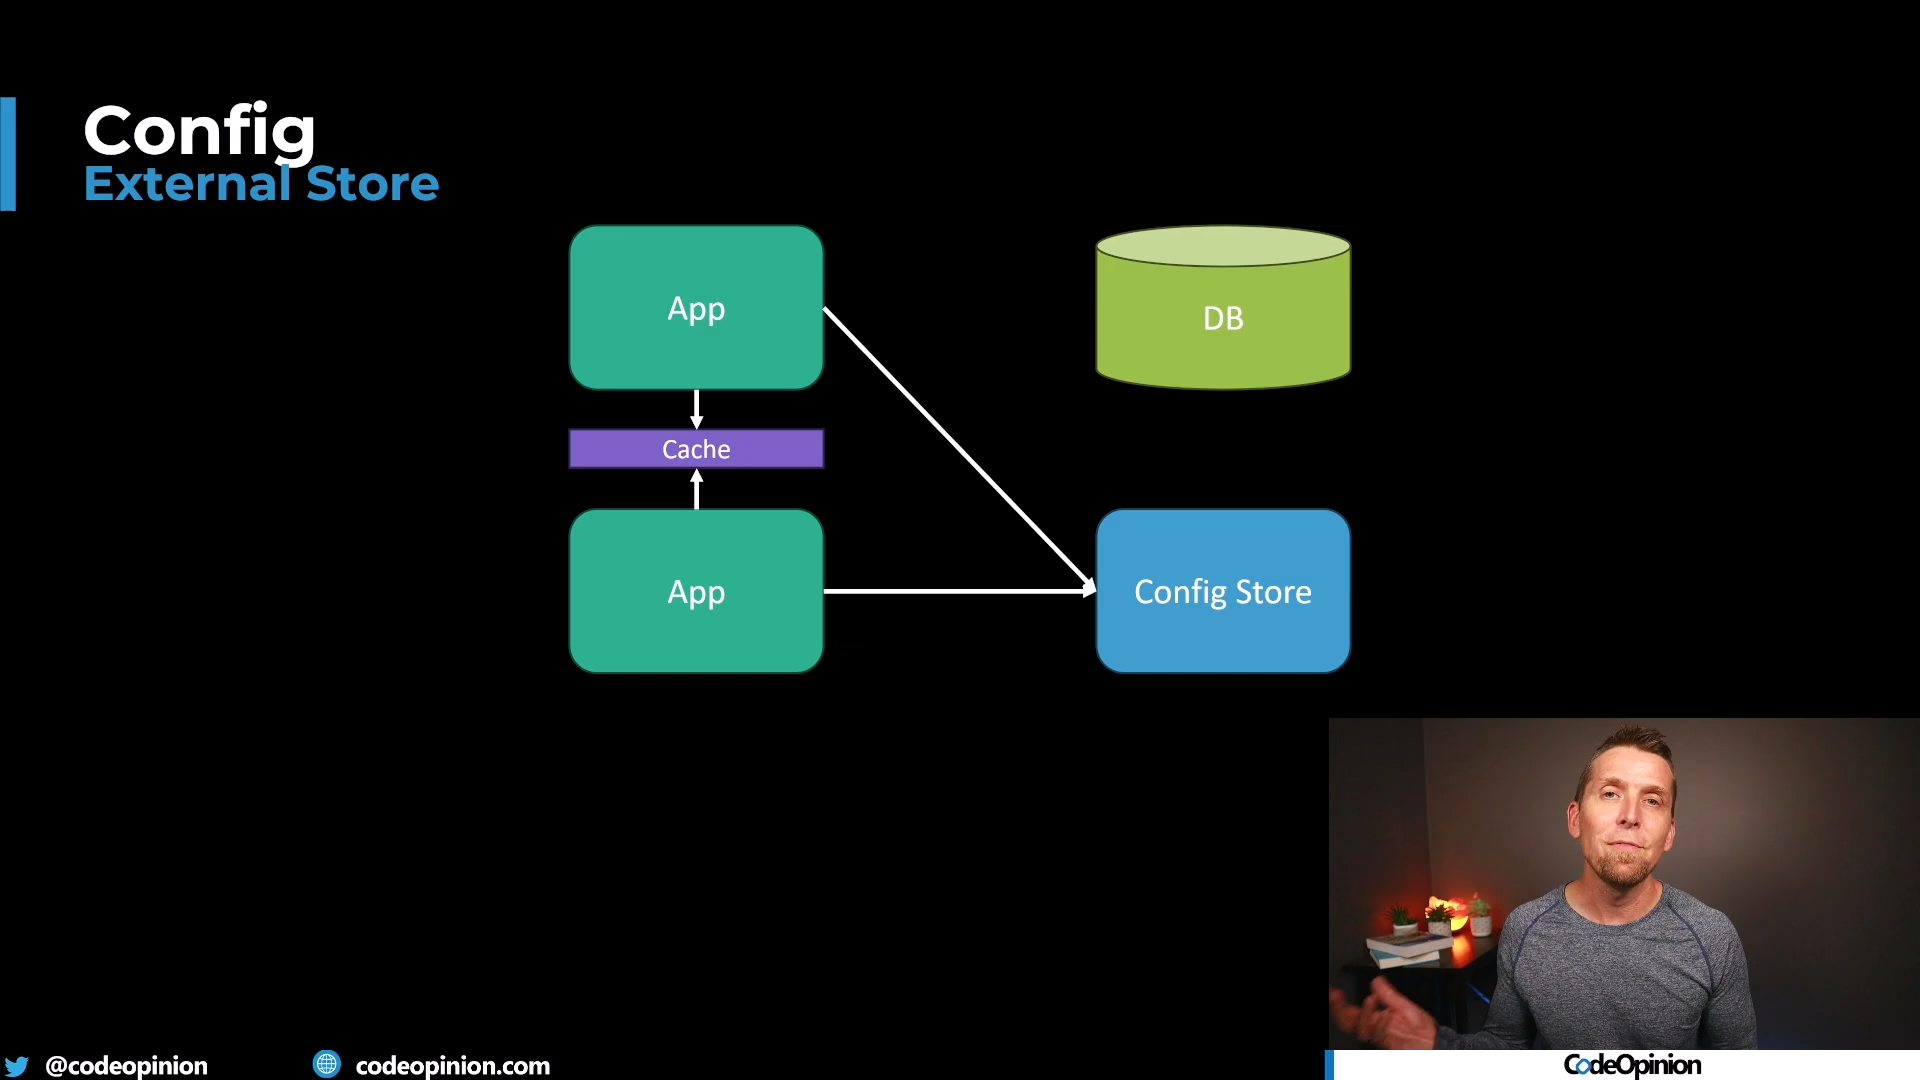 Config
External Store
App
DB
Cache
App
Config Store
@codeopinion
codeopinion.com
CodeOpinion